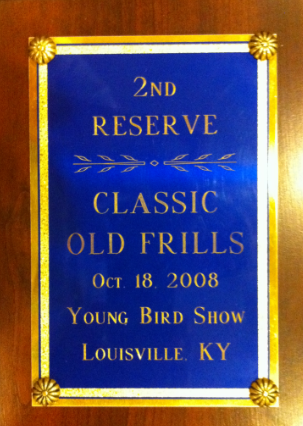 2ND
RESERVE
CLASSIC
OLD FRILLS
OCT. 18, 2008
YOUNG BIRD SHOW
LOUISVILLE, KY